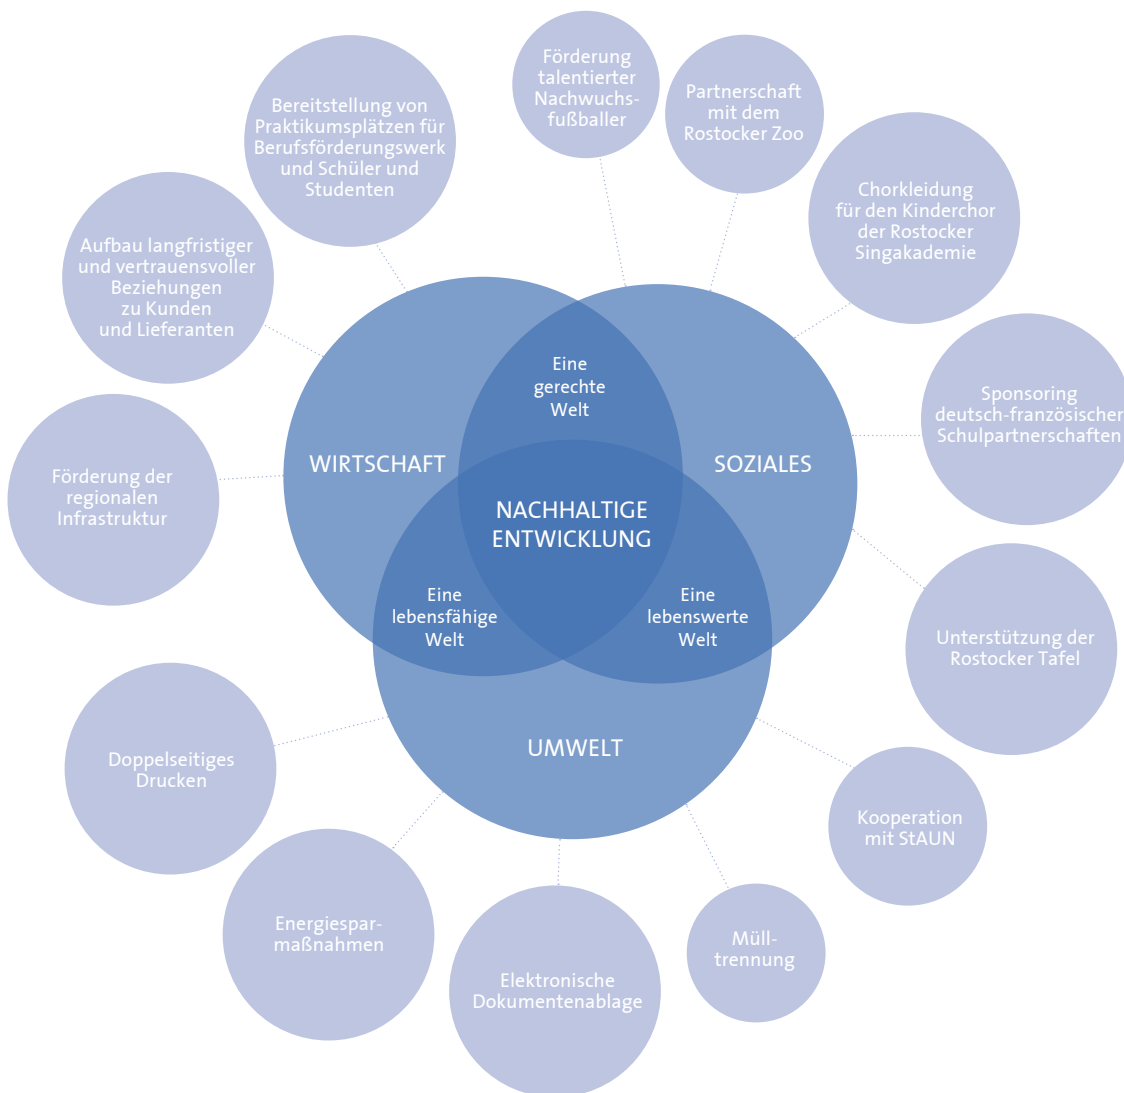 Förderung
talentierter
Nachwuchs-
fußballer
Partnerschaft
mit dem
Rostocker Zoo
Bereitstellung von
Praktikumsplätzen für
Berufsförderungswerk
und Schüler und
Studenten
Chorkleidung
für den Kinderchor
der Rostocker
Singakademie
Aufbau langfristiger
und vertrauensvoller
Beziehungen
zu Kunden
und Lieferanten
Sponsoring
deutsch-französischer
Schulpartnerschaften
Eine
gerechte
Welt
WIRTSCHAFT
SOZIALES
Förderung der
regionalen
Infrastruktur
NACHHALTIGE
ENTWICKLUNG
Eine
lebensfähige
Welt
Eine
lebenswerte
Welt
Unterstützung der
Rostocker Tafel
UMWELT
Doppelseitiges
Drucken
Kooperation
mit StAUN
Energiespar-
maßnahmen
Müll-
trennung
Elektronische
Dokumentenablage